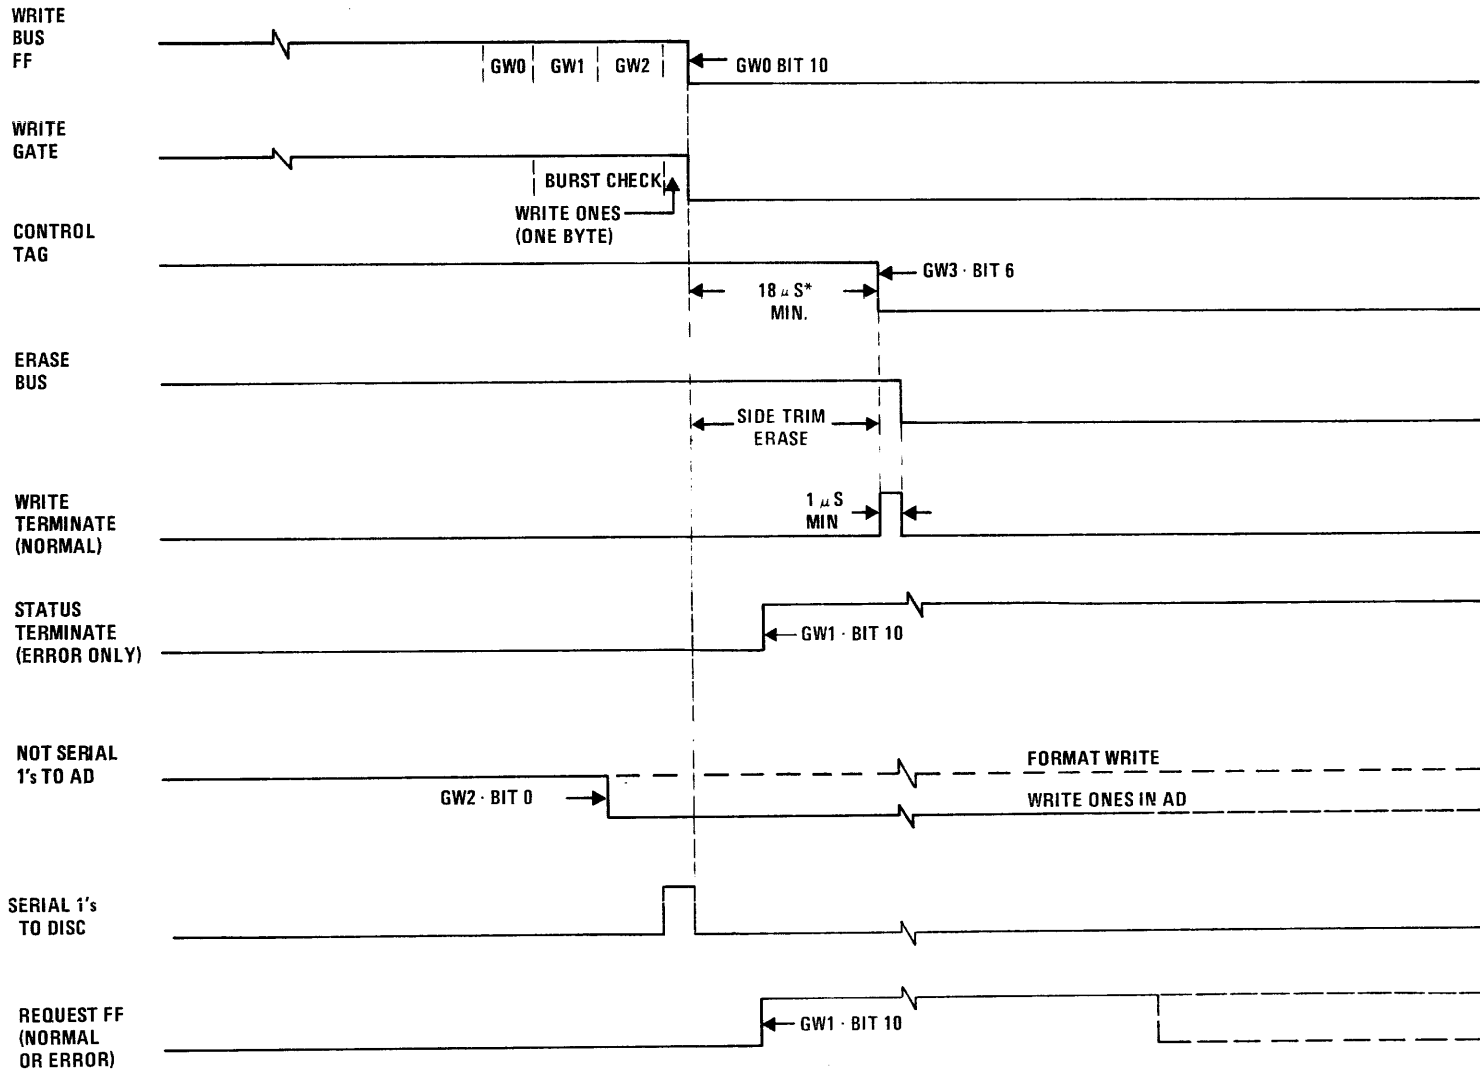 WRITE
BUS
FF
GW0 GW1 GW2
GW0 BIT 10
WRITE
GATE
BURST CHECK
WRITE ONES
(ONE BYTE)
CONTROL
TAG
GW3 · BIT 6
18 μS*
MIN.
ERASE
BUS
SIDE TRIM
ERASE
WRITE
TERMINATE
(NORMAL)
1 μS
MIN
STATUS
TERMINATE
(ERROR ONLY)
GW1 · BIT 10
NOT SERIAL
1's TO AD
FORMAT WRITE
GW2 · BIT 0
WRITE ONES IN AD
SERIAL 1's
TO DISC
REQUEST FF
(NORMAL
OR ERROR)
GW1 · BIT 10